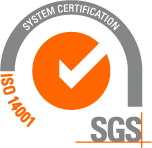 SYSTEM CERTIFICATION
ISO 14001
SGS